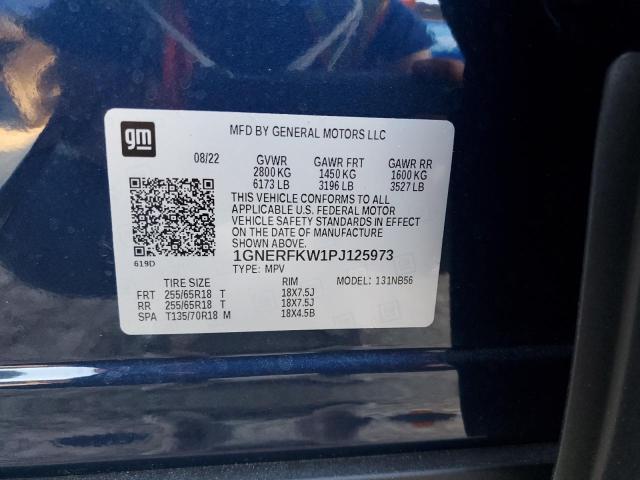 gm
MFD BY GENERAL MOTORS LLC
08/22 GVWR GAWR FRT GAWR RR
2800 KG 1450 KG 1600 KG
6173 LB 3196 LB 3527 LB
THIS VEHICLE CONFORMS TO ALL
APPLICABLE U.S. FEDERAL MOTOR
VEHICLE SAFETY STANDARDS IN EFFECT
ON THE DATE OF MANUFACTURE
SHOWN ABOVE.
619D
1GNERFKW1PJ125973
TYPE: MPV
TIRE SIZE RIM MODEL: 131NB56
FRT 255/65R18 T 18X7.5J
RR 255/65R18 T 18X7.5J
SPA T135/70R18 M 18X4.5B